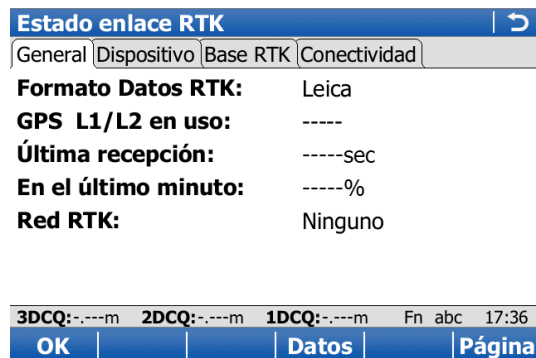 Estado enlace RTK
General Dispositivo Base RTK Conectividad
Formato Datos RTK: Leica
GPS L1/L2 en uso: -----
Última recepción: -----sec
En el último minuto: -----%
Red RTK: Ninguno
3DCQ:-.---m 2DCQ:-.---m 1DCQ:-.---m Fn abc 17:36
OK Datos Página